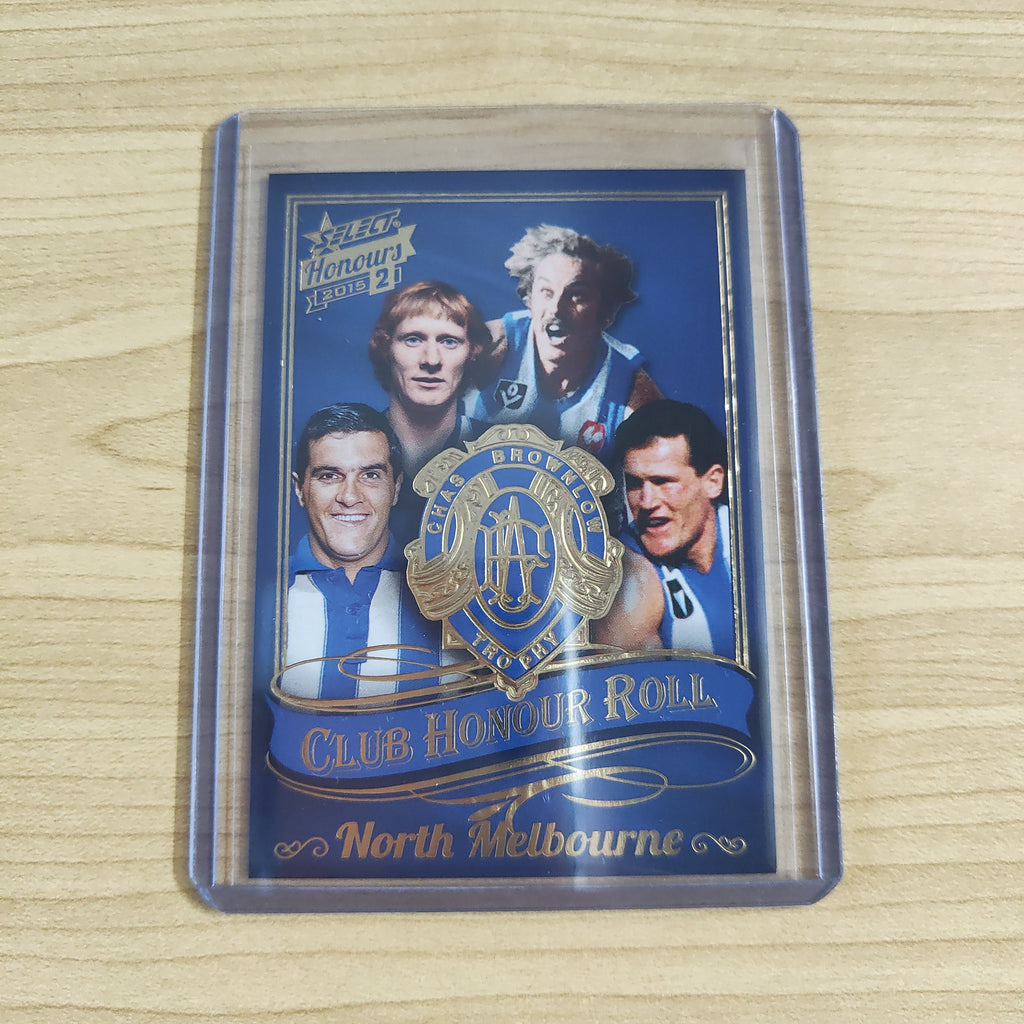 SELECT
Honours
2015 2
CHAS BROWNLOW
TROPHY
CLUB HONOUR ROLL
North Melbourne